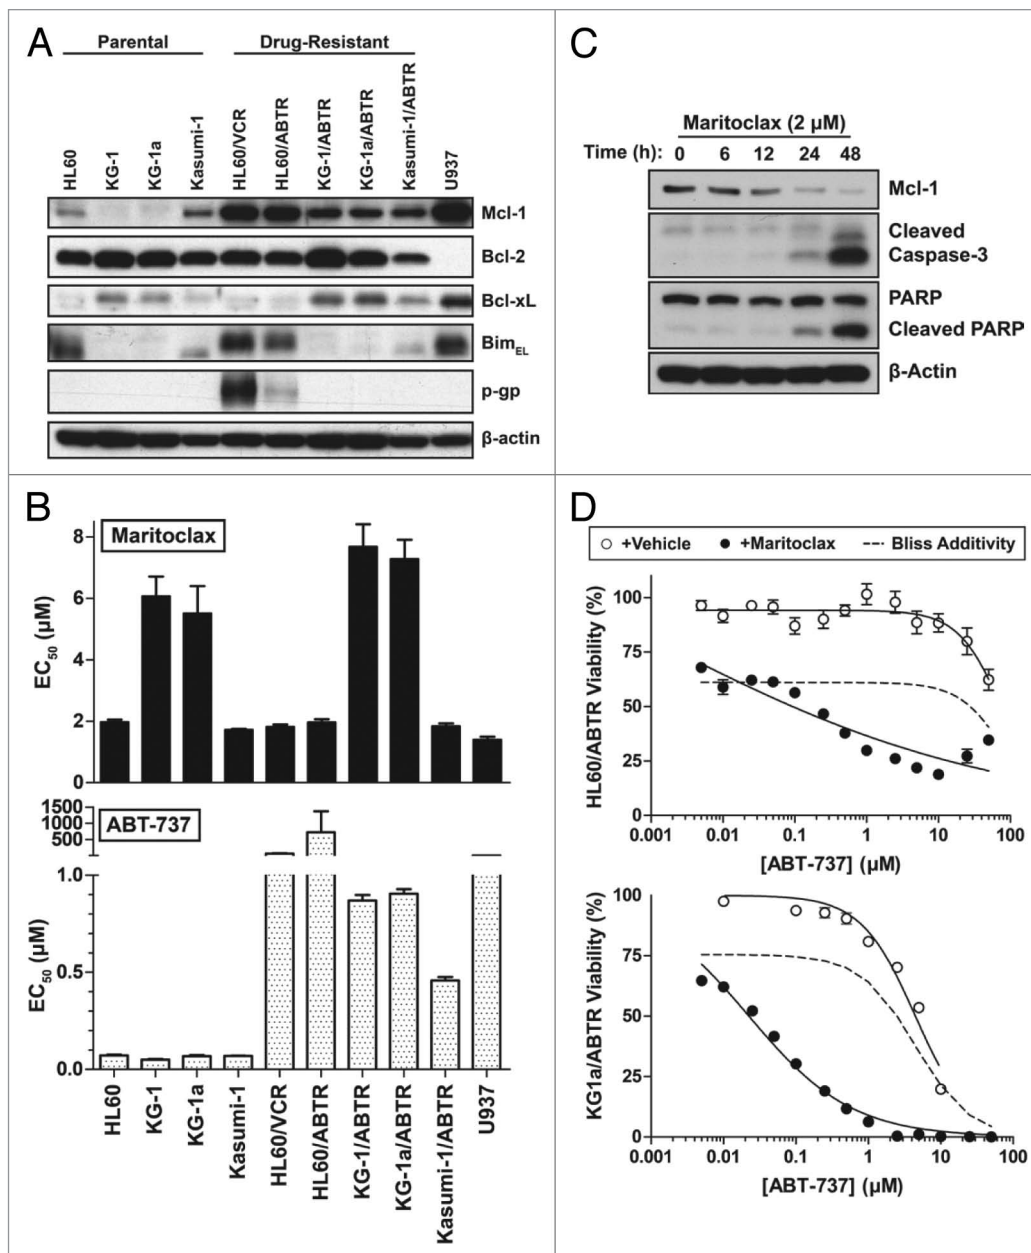 A
Parental
Drug-Resistant
HL60
KG-1
KG-1a
Kasumi-1
HL60/VCR
HL60/ABTR
KG-1/ABTR
KG-1a/ABTR
Kasumi-1/ABTR
U937
Mcl-1
Bcl-2
Bcl-xL
BimEL
p-gp
β-actin
B
Maritoclax
EC50 (µM)
8
6
4
2
0
ABT-737
EC50 (µM)
1500
1000
500
1.0
0.5
0.0
HL60
KG-1
KG-1a
Kasumi-1
HL60/VCR
HL60/ABTR
KG-1/ABTR
KG-1a/ABTR
Kasumi-1/ABTR
U937
C
Maritoclax (2 µM)
Time (h): 0 6 12 24 48
Mcl-1
Cleaved
Caspase-3
PARP
Cleaved PARP
β-Actin
D
+Vehicle +Maritoclax Bliss Additivity
HL60/ABTR Viability (%)
100
75
50
25
0
0.001 0.01 0.1 1 10 100
[ABT-737] (µM)
KG1a/ABTR Viability (%)
100
75
50
25
0
0.001 0.01 0.1 1 10 100
[ABT-737] (µM)